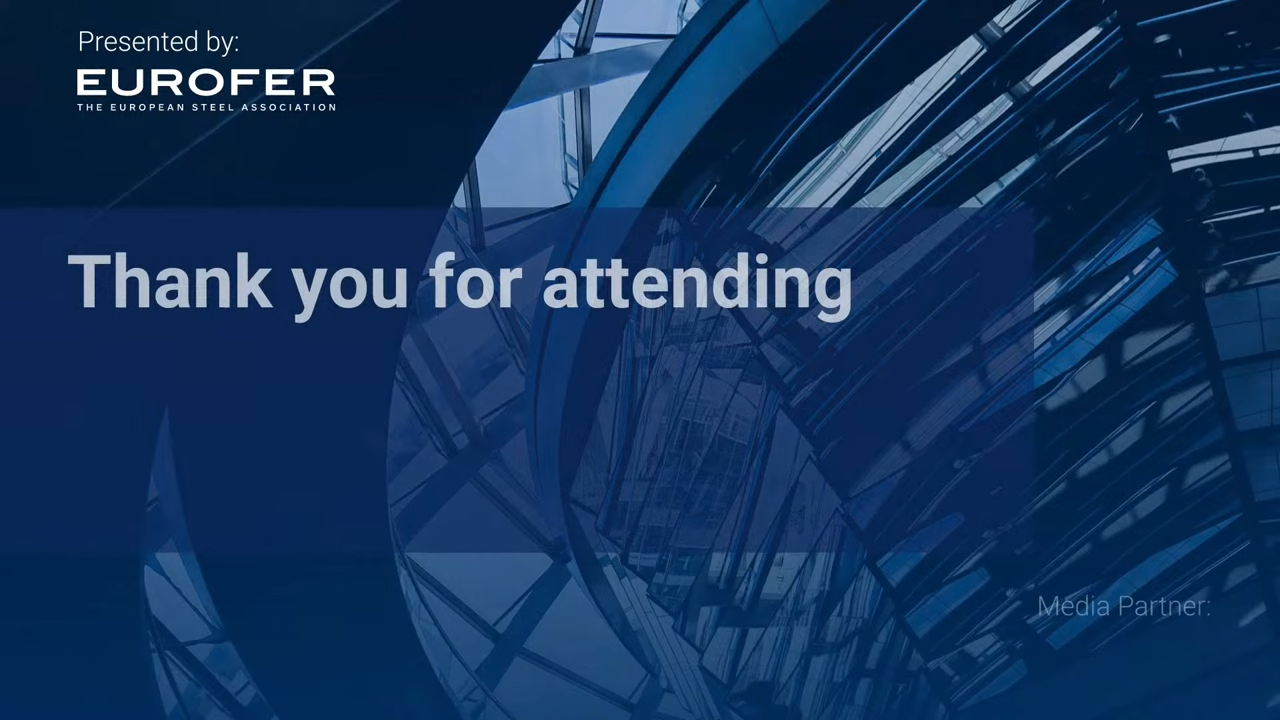 Presented by:
EUROFER
THE EUROPEAN STEEL ASSOCIATION
Thank you for attending
Media Partner: